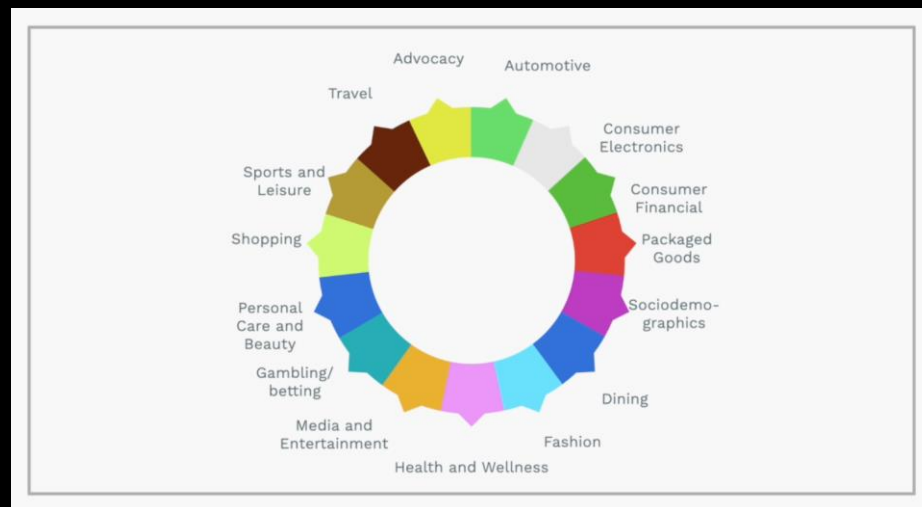 Advocacy
Automotive
Travel
Consumer
Electronics
Sports and
Leisure
Consumer
Financial
Shopping
Packaged
Goods
Personal
Care and
Beauty
Sociodemo-
graphics
Gambling/
betting
Dining
Media and
Entertainment
Fashion
Health and Wellness